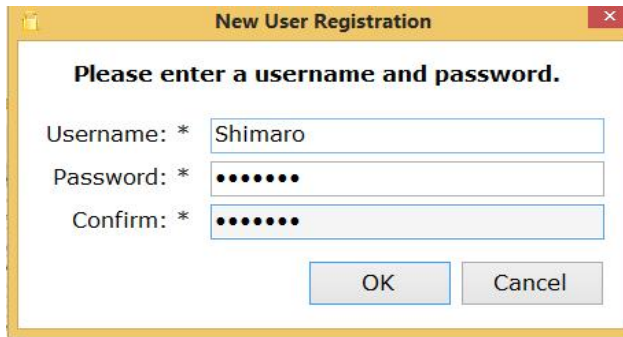 New User Registration
Please enter a username and password.
Username: * Shimaro
Password: * •••••••
Confirm: * •••••••
OK Cancel